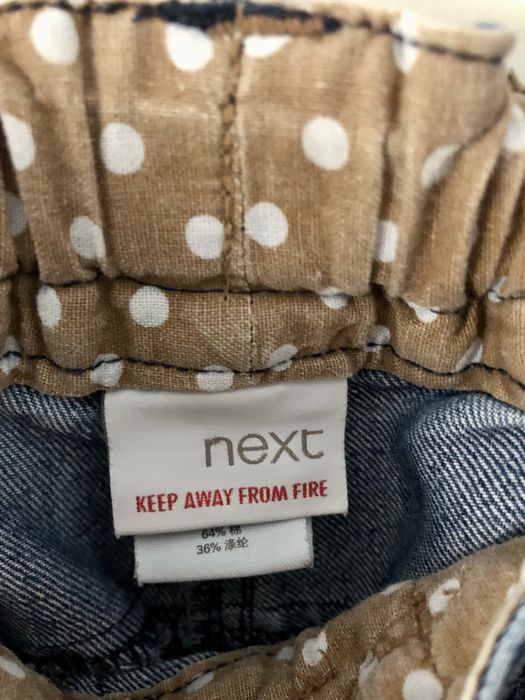 next
KEEP AWAY FROM FIRE
64% 棉
36% 涤纶